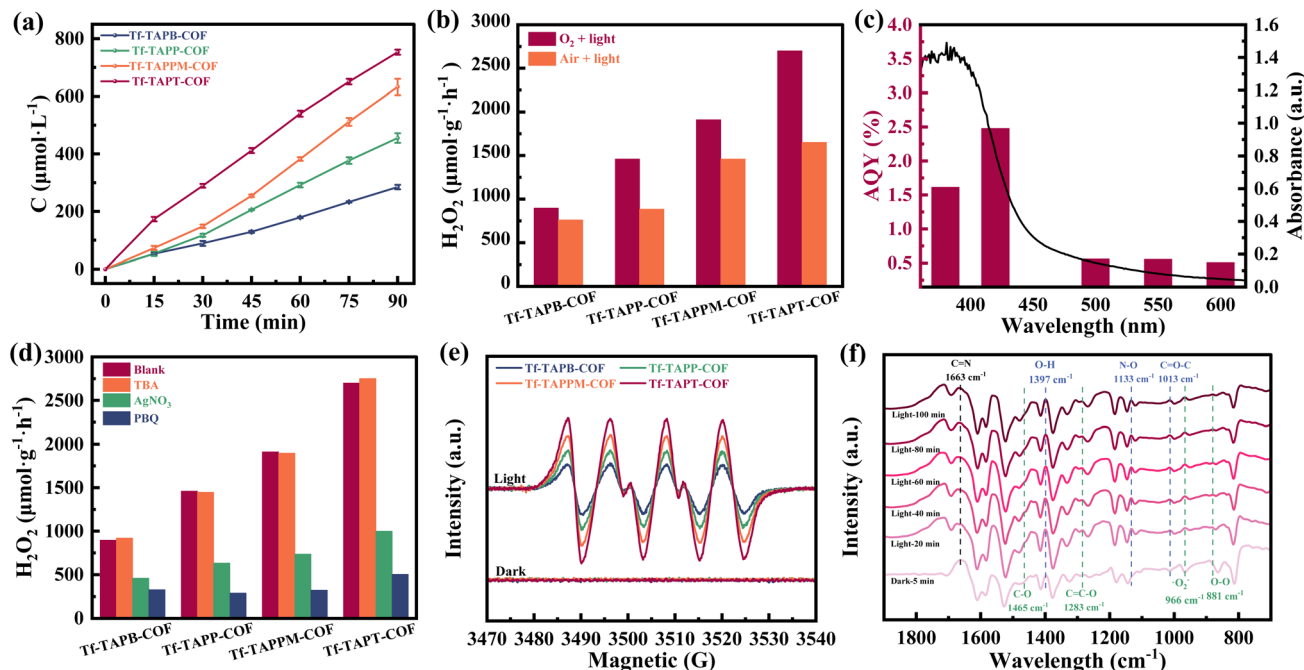 (a)
Tf-TAPB-COF
Tf-TAPP-COF
Tf-TAPPM-COF
Tf-TAPT-COF
C (μmol·L⁻¹)
800
600
400
200
0
0 15 30 45 60 75 90
Time (min)
(b)
O₂ + light
Air + light
H₂O₂ (μmol·g⁻¹·h⁻¹)
3000
2500
2000
1500
1000
500
0
Tf-TAPB-COF
Tf-TAPP-COF
Tf-TAPPM-COF
Tf-TAPT-COF
(c)
AQY (%)
4.0
3.5
3.0
2.5
2.0
1.5
1.0
0.5
Absorbance (a.u.)
1.6
1.4
1.2
1.0
0.8
0.6
0.4
0.2
0.0
400 450 500 550 600
Wavelength (nm)
(d)
Blank
TBA
AgNO₃
PBQ
H₂O₂ (μmol·g⁻¹·h⁻¹)
3000
2500
2000
1500
1000
500
0
Tf-TAPB-COF
Tf-TAPP-COF
Tf-TAPPM-COF
Tf-TAPT-COF
(e)
Tf-TAPB-COF Tf-TAPP-COF
Tf-TAPPM-COF Tf-TAPT-COF
Intensity (a.u.)
Light
Dark
3470 3480 3490 3500 3510 3520 3530 3540
Magnetic (G)
(f)
C=N
1663 cm⁻¹
O-H
1397 cm⁻¹
N-O
1133 cm⁻¹
C=O-C
1013 cm⁻¹
Intensity (a.u.)
Light-100 min
Light-80 min
Light-60 min
Light-40 min
Light-20 min
Dark-5 min
C-O
1465 cm⁻¹
C=C-O
1283 cm⁻¹
·O₂⁻
966 cm⁻¹
O-O
881 cm⁻¹
1800 1600 1400 1200 1000 800
Wavelength (cm⁻¹)